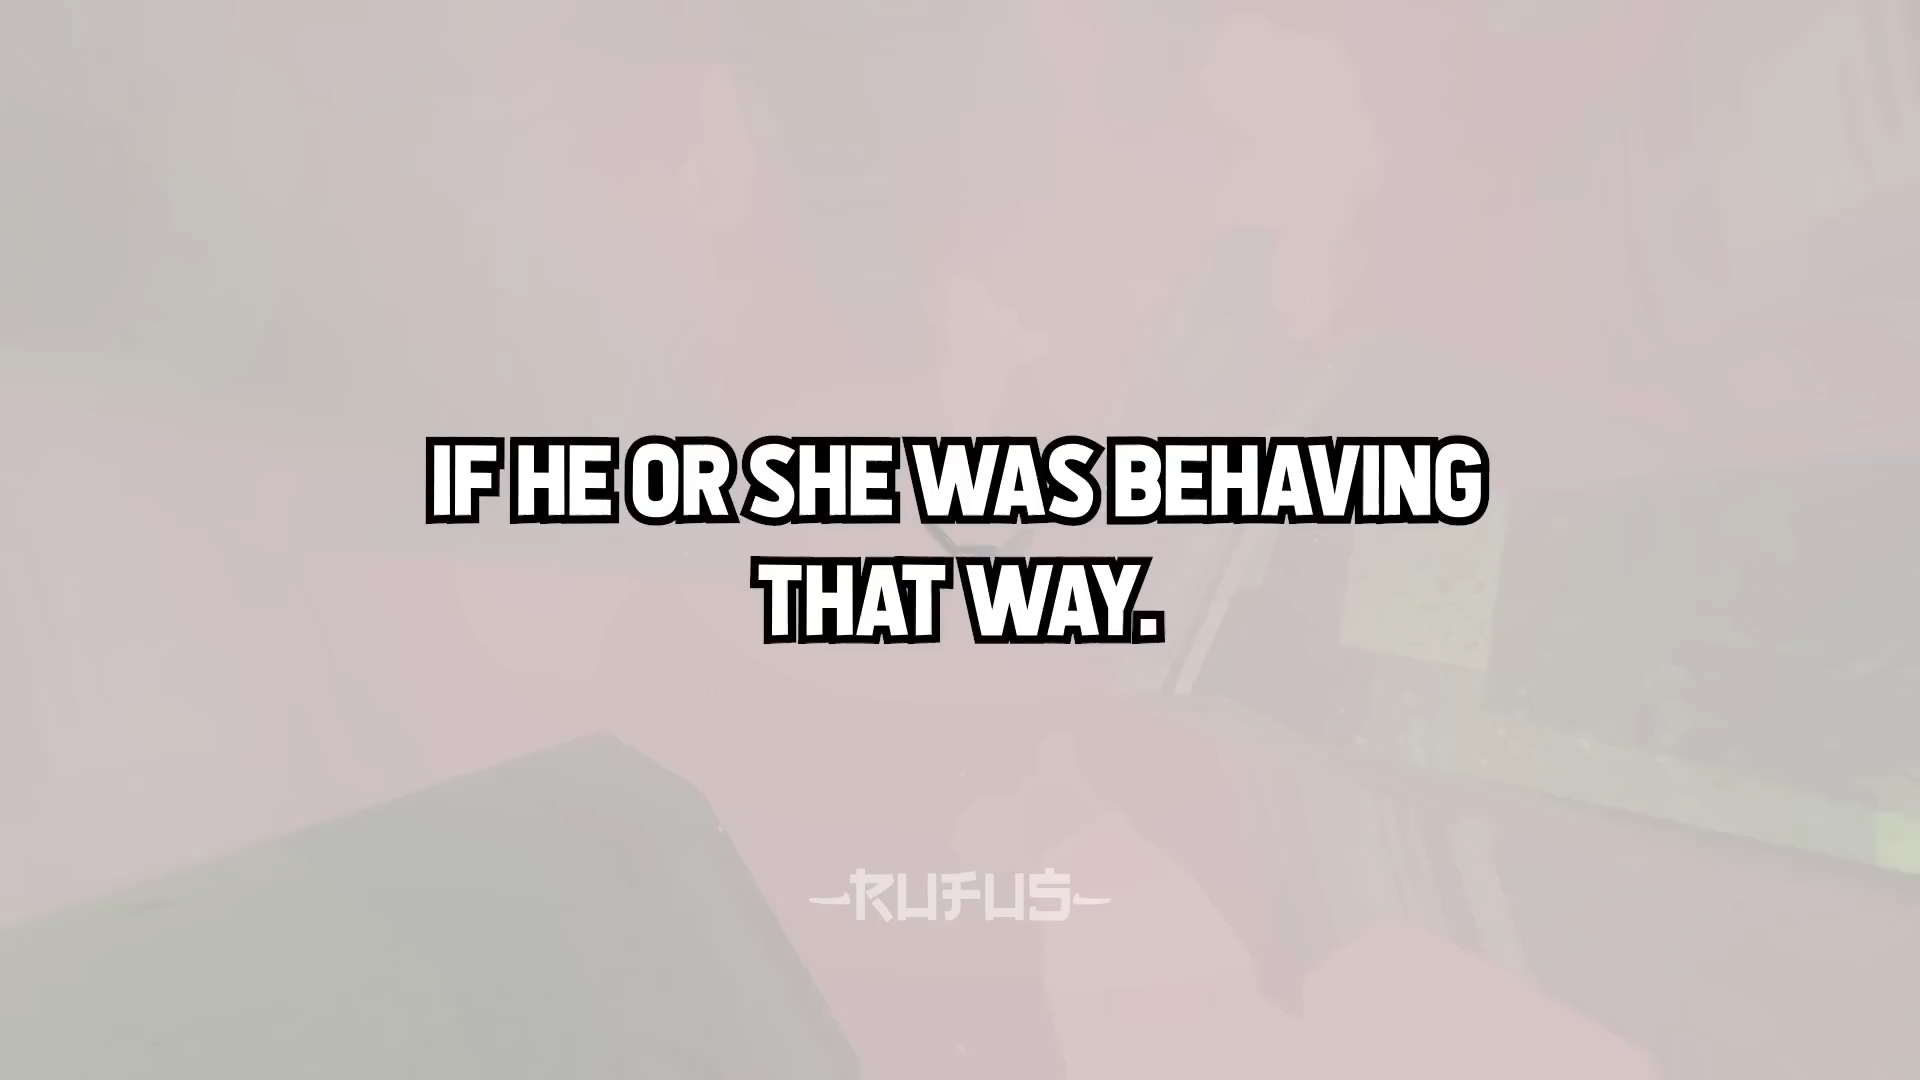 IF HE OR SHE WAS BEHAVING
THAT WAY.
RUFUS